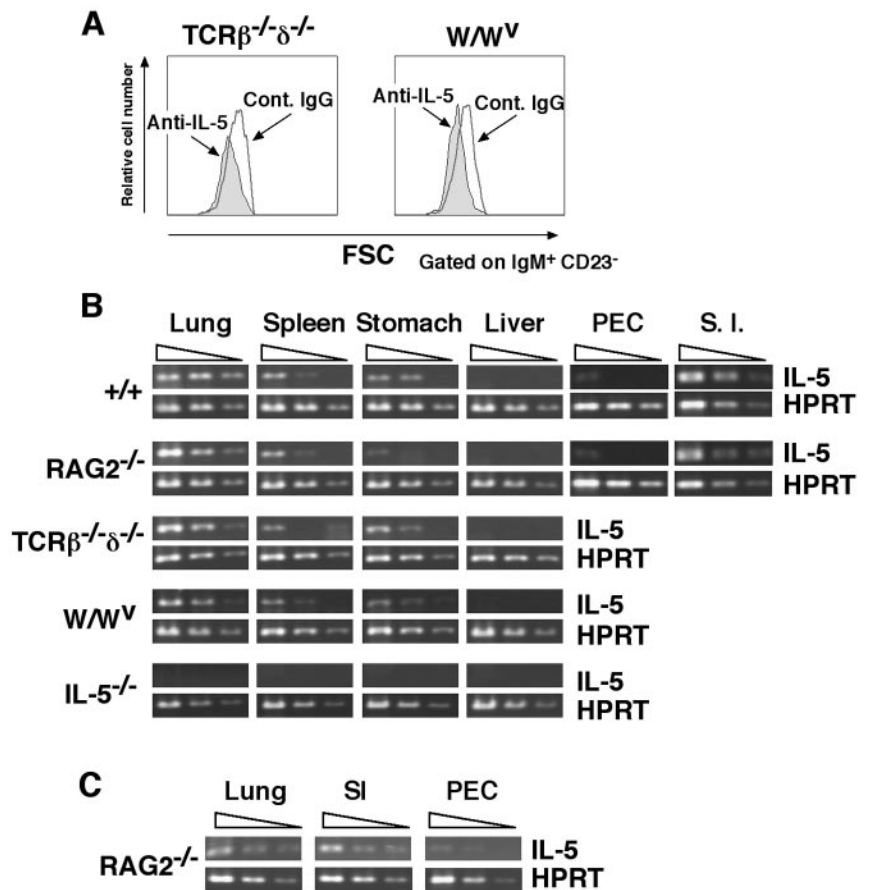 A
TCRβ-/-δ-/-
W/Wv
Relative cell number
Anti-IL-5
Cont. IgG
Anti-IL-5
Cont. IgG
FSC
Gated on IgM+ CD23-
B
Lung Spleen Stomach Liver PEC S. I.
+/+
IL-5
HPRT
RAG2-/-
IL-5
HPRT
TCRβ-/-δ-/-
IL-5
HPRT
W/Wv
IL-5
HPRT
IL-5-/-
IL-5
HPRT
C
Lung SI PEC
RAG2-/-
IL-5
HPRT